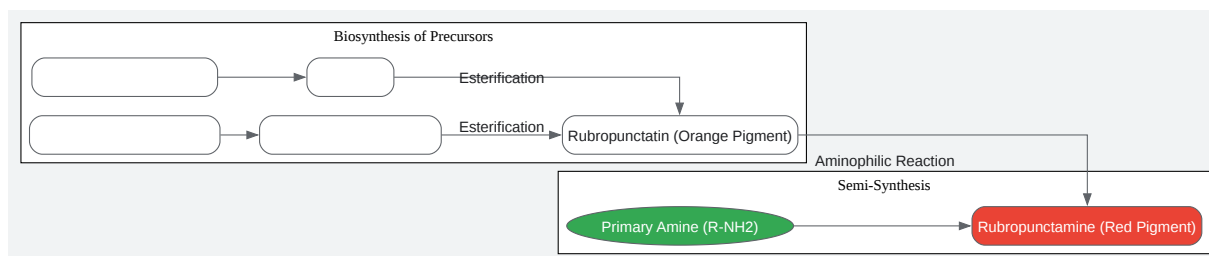 Biosynthesis of Precursors
Esterification
Esterification
Rubropunctatin (Orange Pigment)
Aminophilic Reaction
Semi-Synthesis
Primary Amine (R-NH2)
Rubropunctamine (Red Pigment)